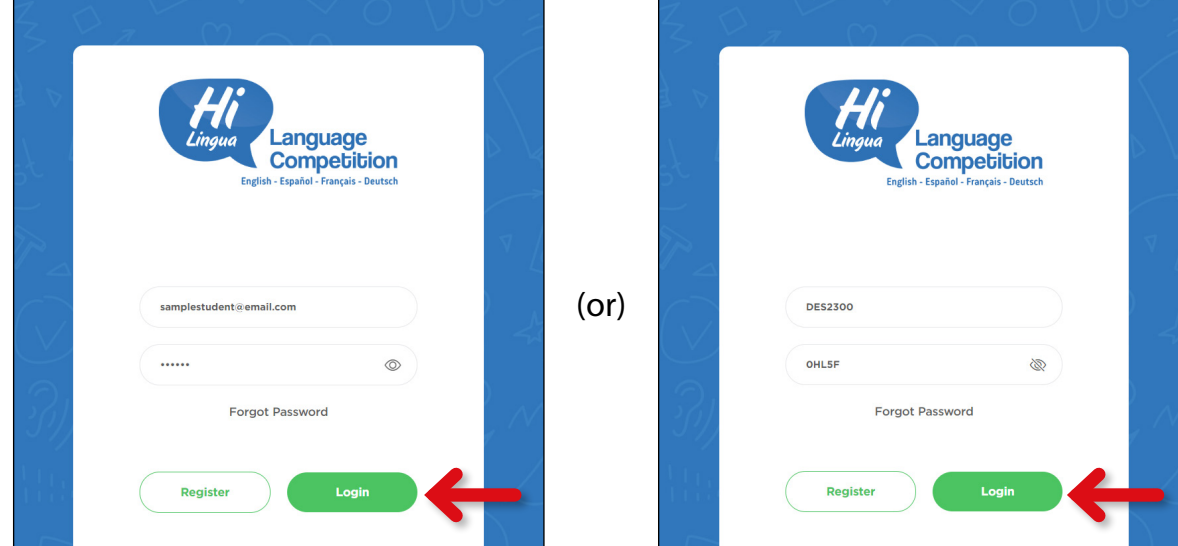 Hi
Lingua
Language
Competition
English - Español - Français - Deutsch
samplestudent@email.com
••••••
Forgot Password
Register
Login
(or)
Hi
Lingua
Language
Competition
English - Español - Français - Deutsch
DES2300
0HL5F
Forgot Password
Register
Login